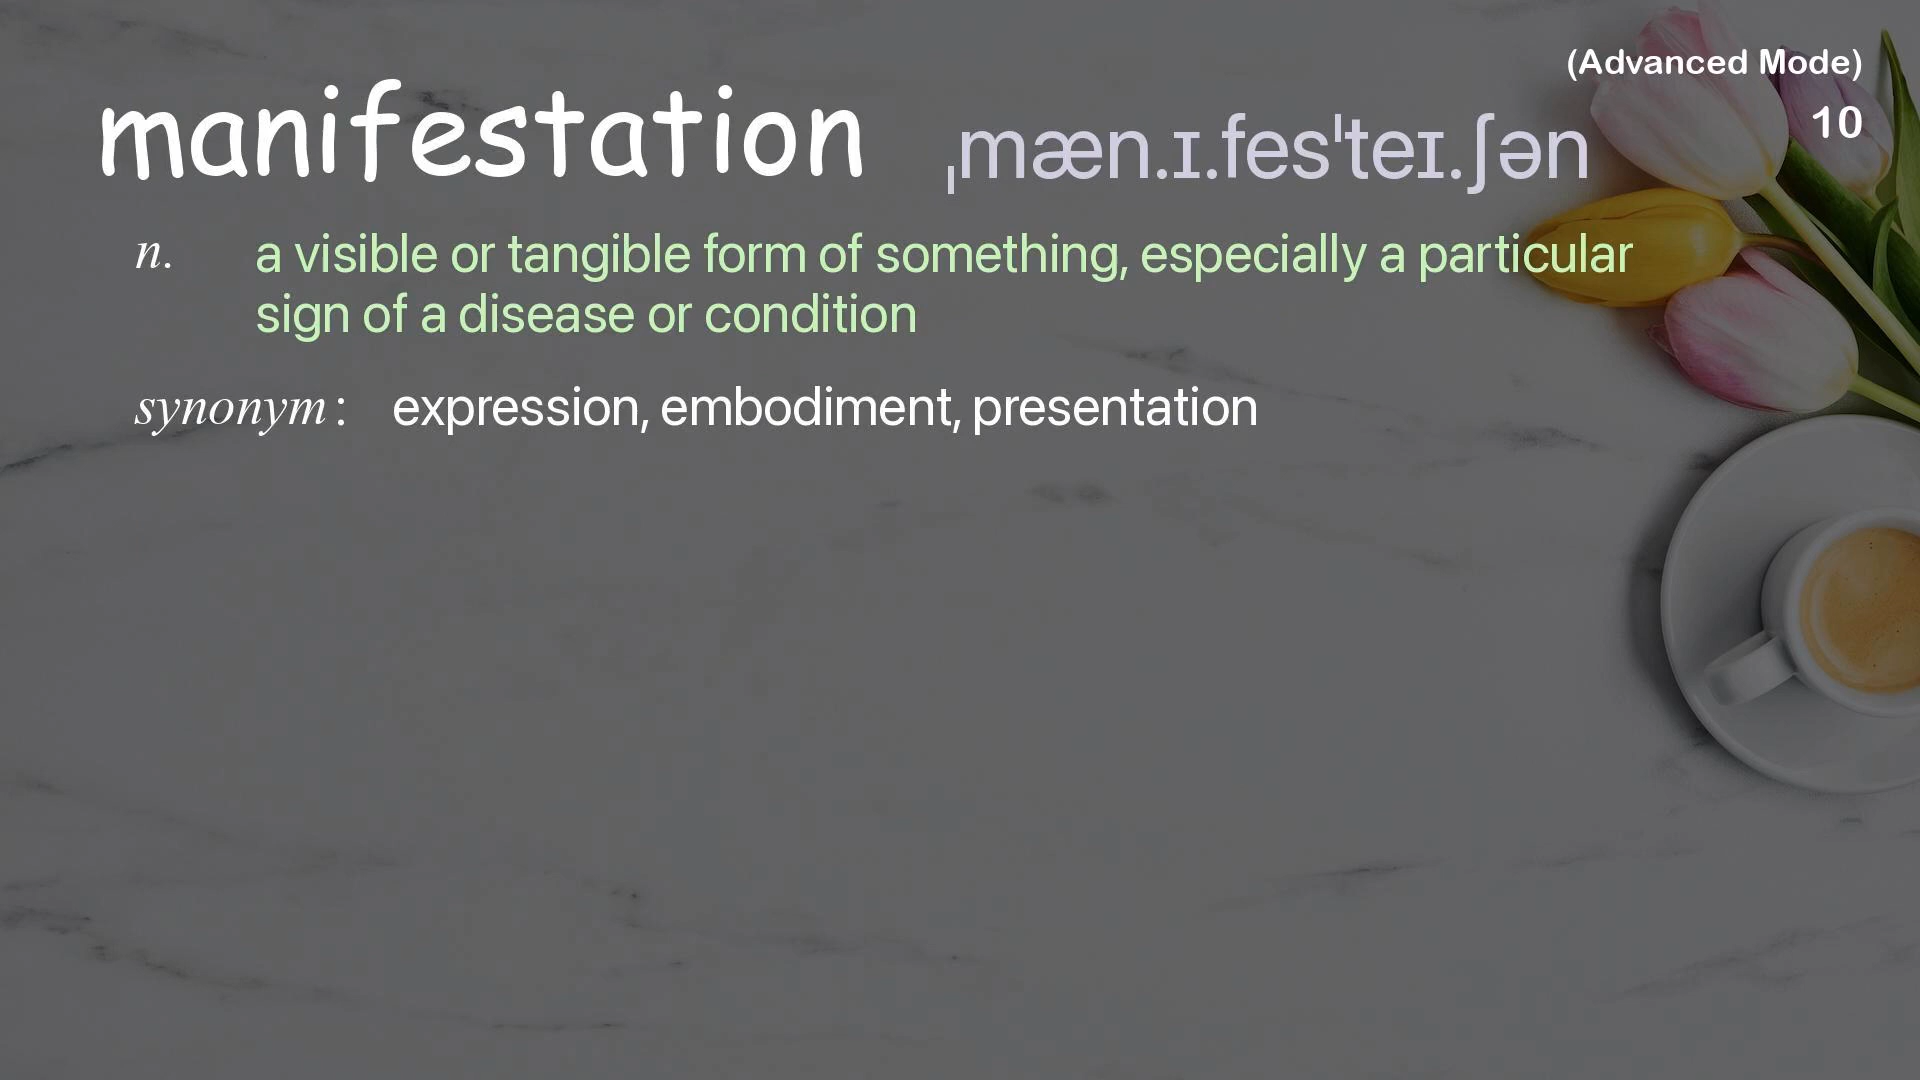 (Advanced Mode)
10
manifestation ˌmæn.ɪ.fesˈteɪ.ʃən
n. a visible or tangible form of something, especially a particular
sign of a disease or condition
synonym: expression, embodiment, presentation